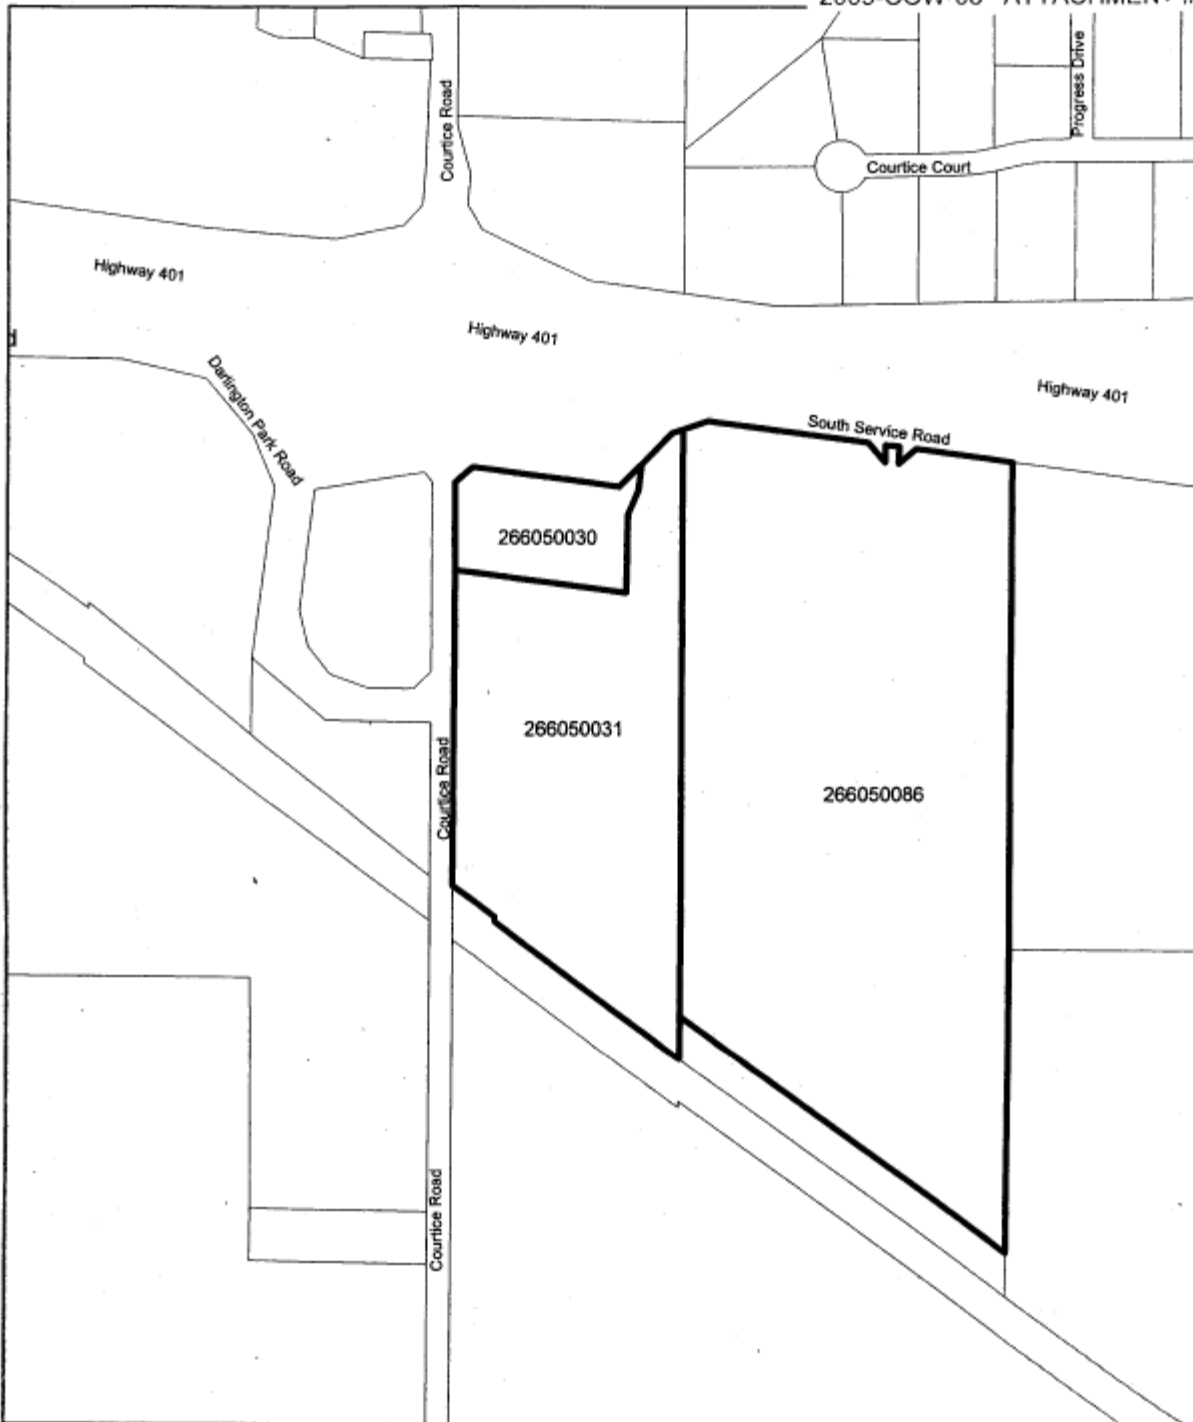 Progress Drive
Courtice Road
Courtice Court
Highway 401
Highway 401
Highway 401
Darlington Park Road
South Service Road
266050030
266050031
266050086
Courtice Road
Courtice Road